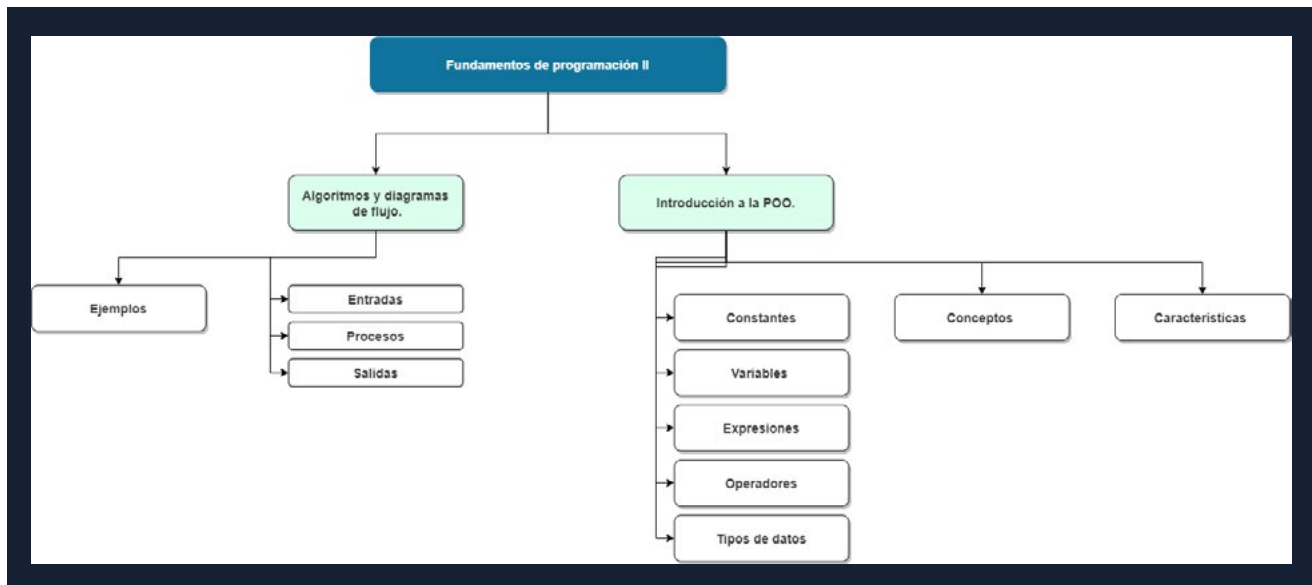 Fundamentos de programación II
Algoritmos y diagramas
de flujo.
Introducción a la POO.
Ejemplos
Entradas
Procesos
Salidas
Constantes
Variables
Expresiones
Operadores
Tipos de datos
Conceptos
Características